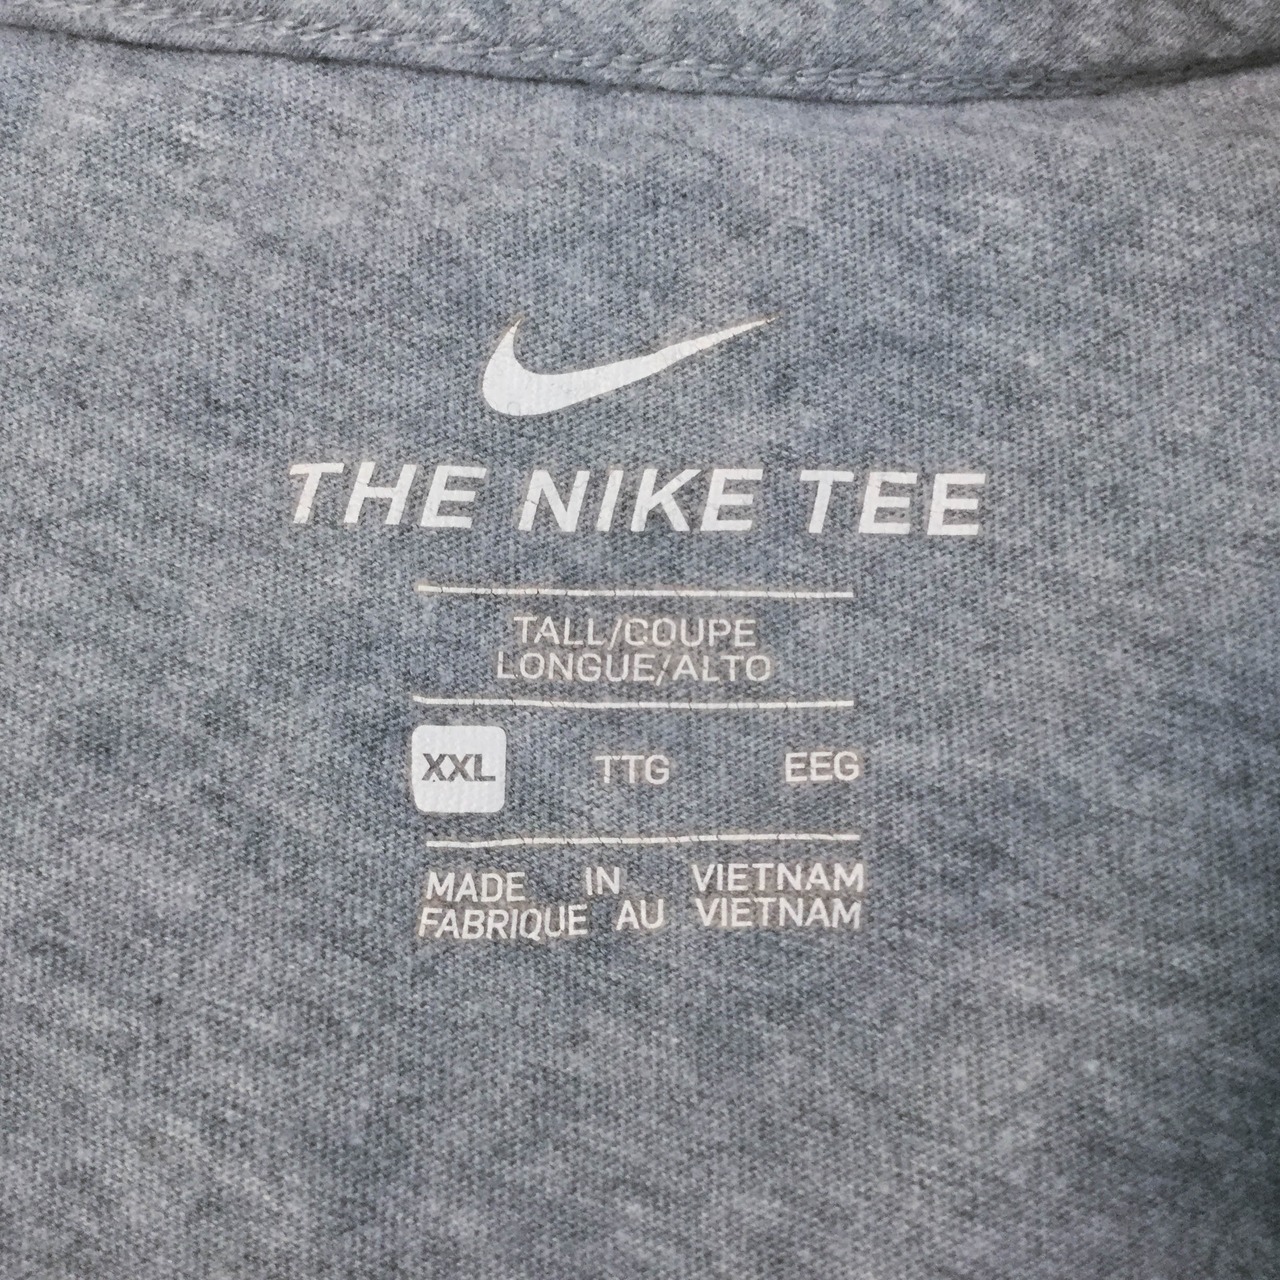 THE NIKE TEE
TALL/COUPE
LONGUE/ALTO
XXL TTG EEG
MADE IN VIETNAM
FABRIQUE AU VIETNAM